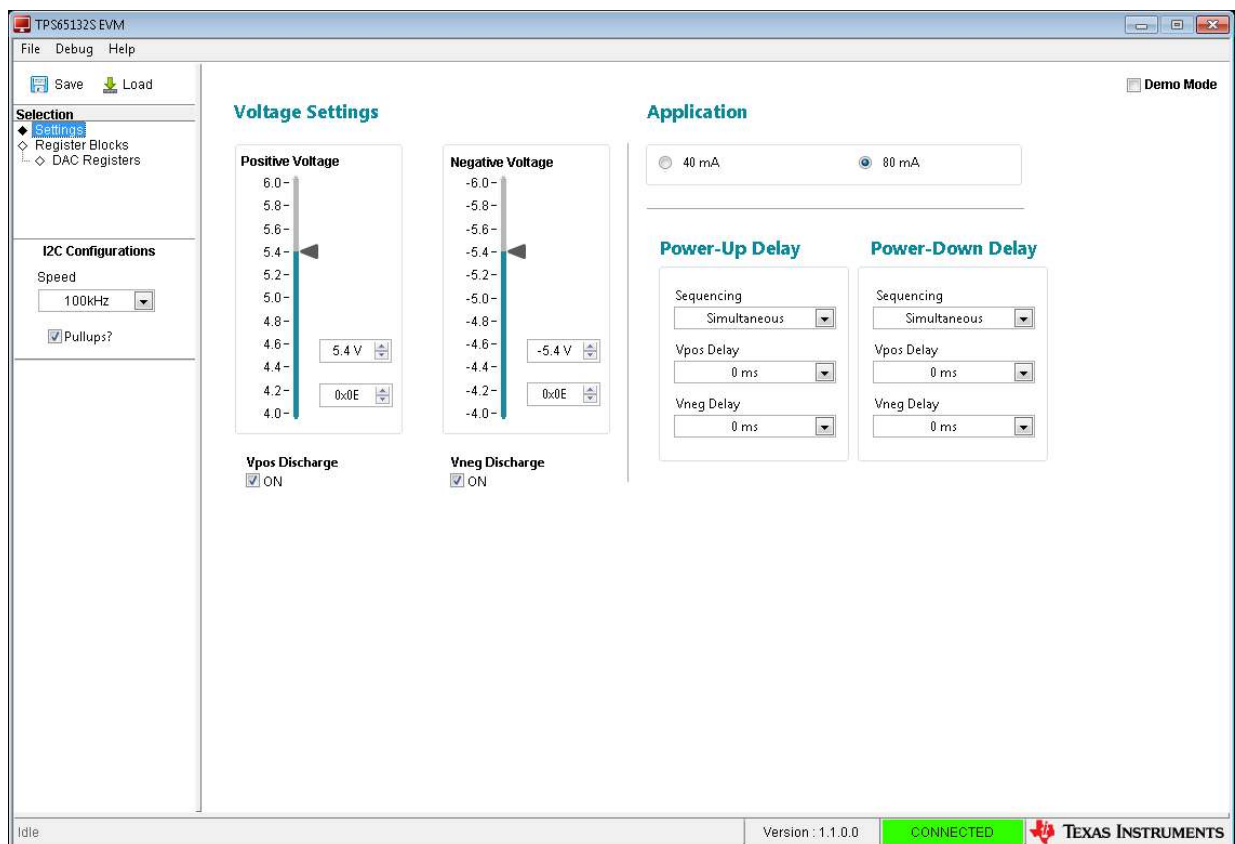 TPS65132S EVM
File Debug Help
Save Load
Demo Mode
Selection
Settings
Register Blocks
DAC Registers
I2C Configurations
Speed
100kHz
Pullups?
Voltage Settings
Positive Voltage
6.0
5.8
5.6
5.4
5.2
5.0
4.8
4.6
4.4
4.2
4.0
5.4 V
0x0E
Vpos Discharge
ON
Negative Voltage
-6.0
-5.8
-5.6
-5.4
-5.2
-5.0
-4.8
-4.6
-4.4
-4.2
-4.0
-5.4 V
0x0E
Vneg Discharge
ON
Application
40 mA 80 mA
Power-Up Delay
Sequencing
Simultaneous
Vpos Delay
0 ms
Vneg Delay
0 ms
Power-Down Delay
Sequencing
Simultaneous
Vpos Delay
0 ms
Vneg Delay
0 ms
Idle
Version : 1.1.0.0
CONNECTED
TEXAS INSTRUMENTS